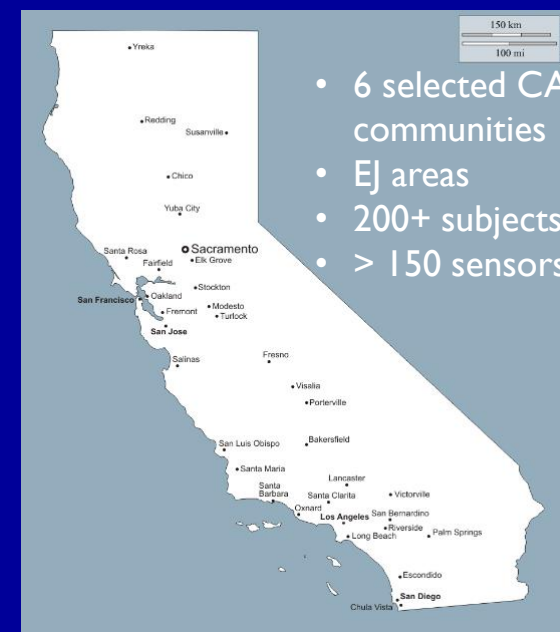 150 km
100 mi
• 6 selected CA
communities
• EJ areas
• 200+ subjects
• > 150 sensors
Yreka
Redding
Susanville
Chico
Yuba City
Sacramento
Santa Rosa
Elk Grove
Fairfield
Stockton
Oakland
San Francisco
Modesto
Fremont
Turlock
San Jose
Salinas
Fresno
Visalia
Porterville
San Luis Obispo
Bakersfield
Santa Maria
Lancaster
Santa
Barbara
Santa Clarita
Victorville
Oxnard
Los Angeles
San Bernardino
Riverside
Long Beach
Palm Springs
Escondido
San Diego
Chula Vista